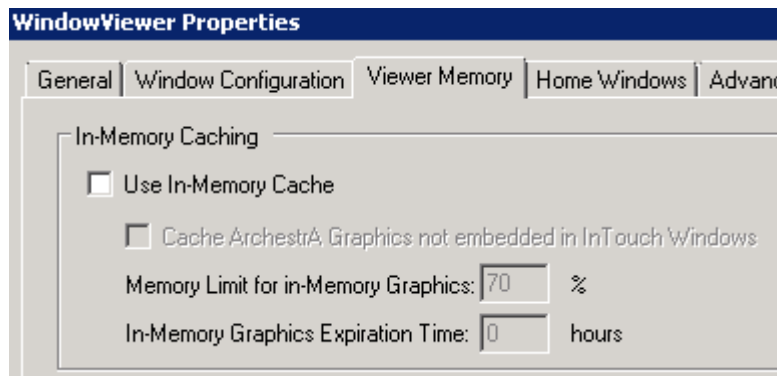 WindowViewer Properties
General Window Configuration Viewer Memory Home Windows
In-Memory Caching
Use In-Memory Cache
Cache ArchestrA Graphics not embedded in InTouch Windows
Memory Limit for in-Memory Graphics: 70 %
In-Memory Graphics Expiration Time: 0 hours